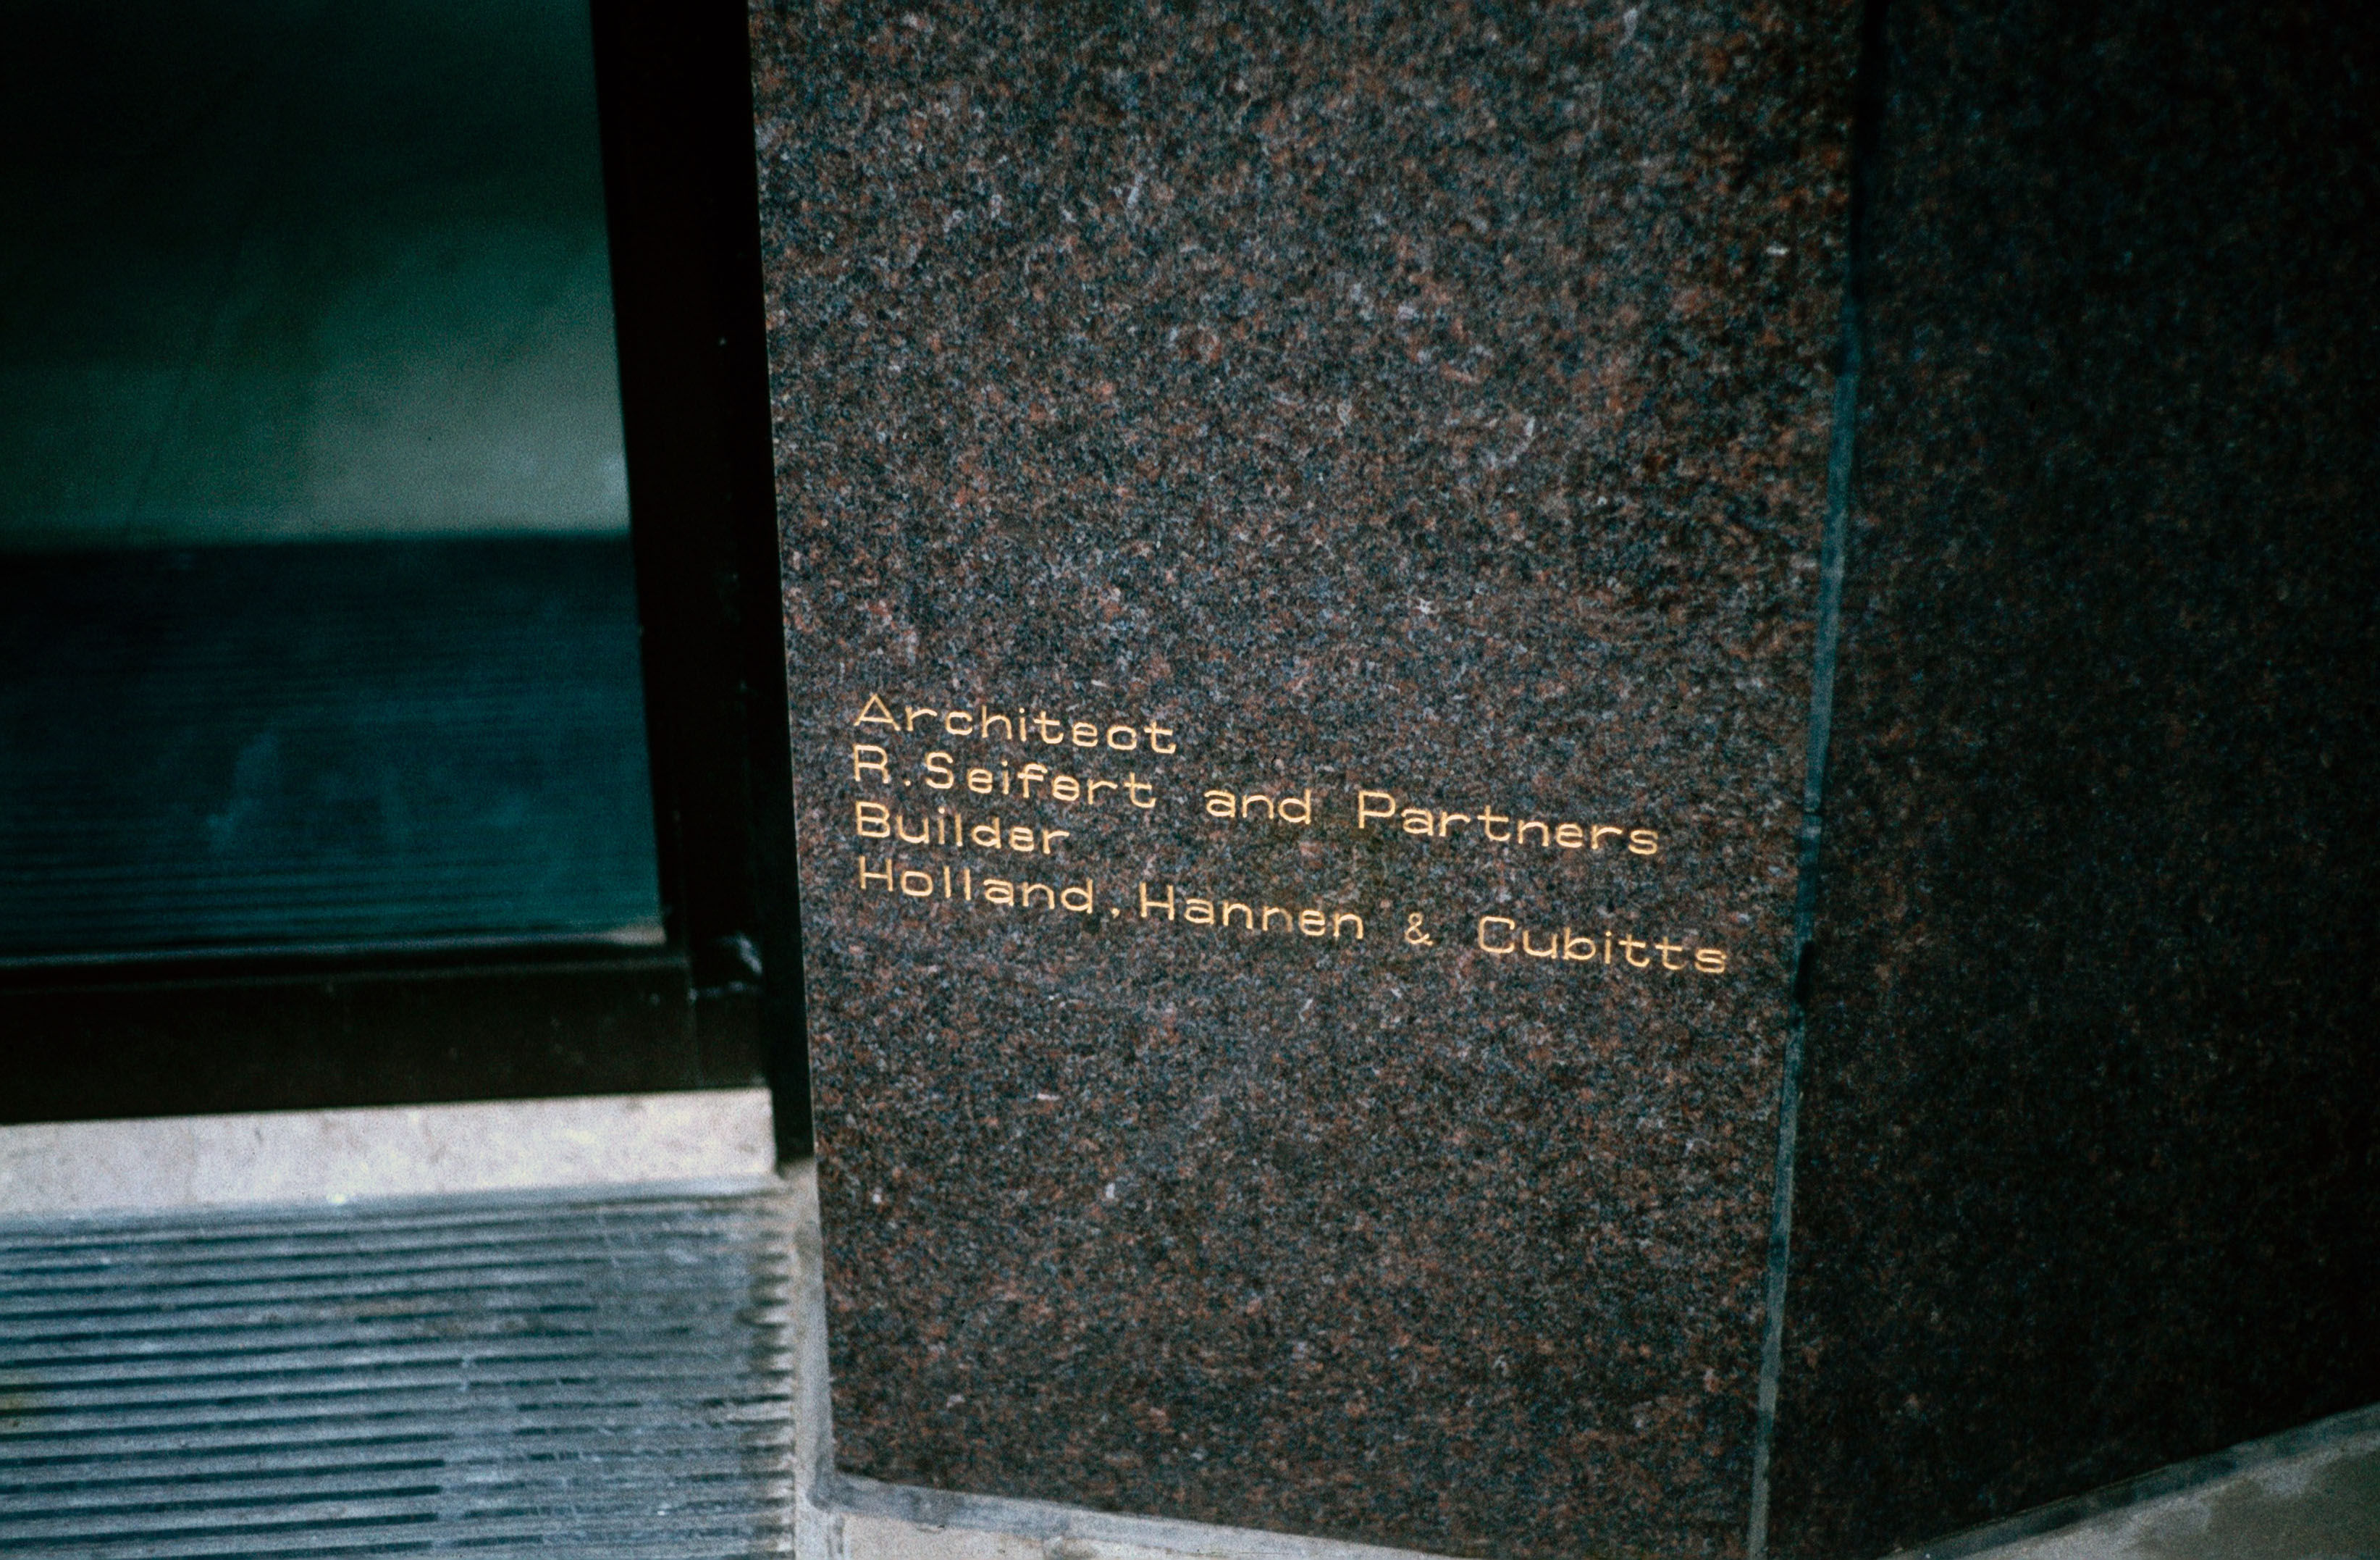 Architect
R. Seifert and Partners
Builder
Holland, Hannen & Cubitts